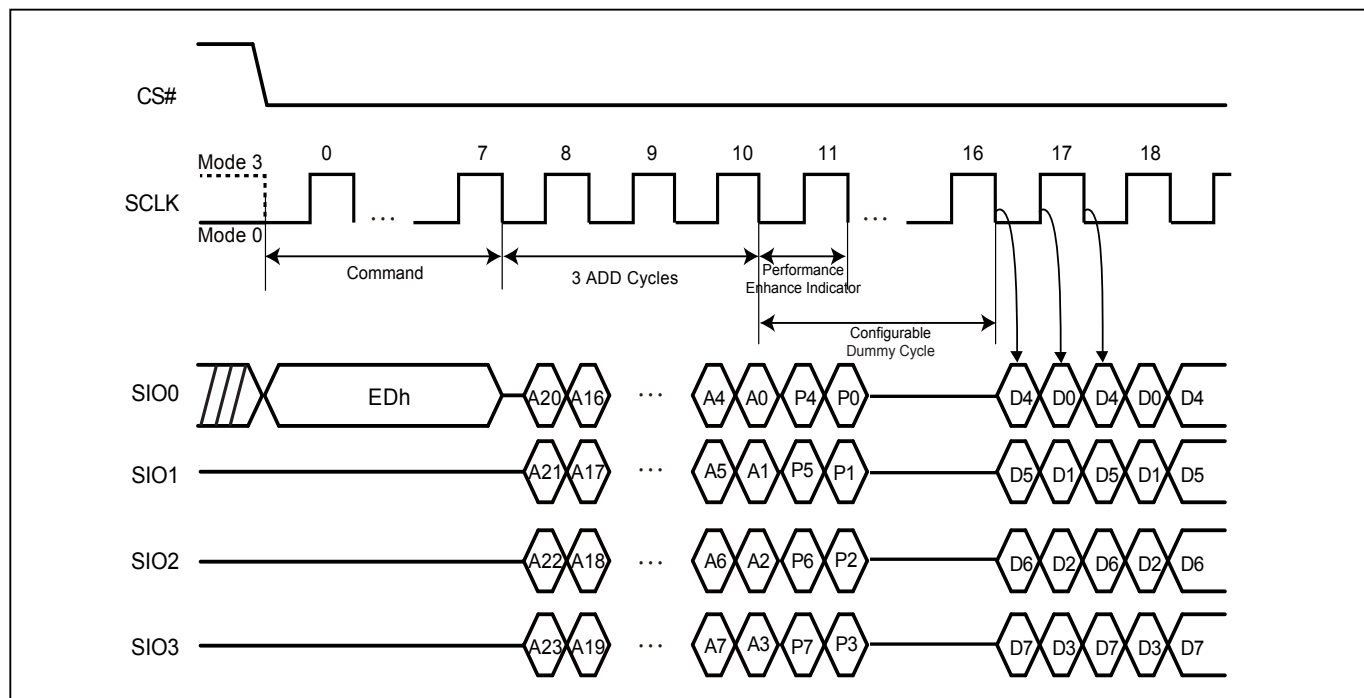 CS#
Mode 3
0 7 8 9 10 11 16 17 18
SCLK
... ...
Mode 0
Command
3 ADD Cycles
Performance
Enhance Indicator
Configurable
Dummy Cycle
SIO0 EDh A20 A16 ... A4 A0 P4 P0 D4 D0 D4 D0 D4
SIO1 A21 A17 ... A5 A1 P5 P1 D5 D1 D5 D1 D5
SIO2 A22 A18 ... A6 A2 P6 P2 D6 D2 D6 D2 D6
SIO3 A23 A19 ... A7 A3 P7 P3 D7 D3 D7 D3 D7